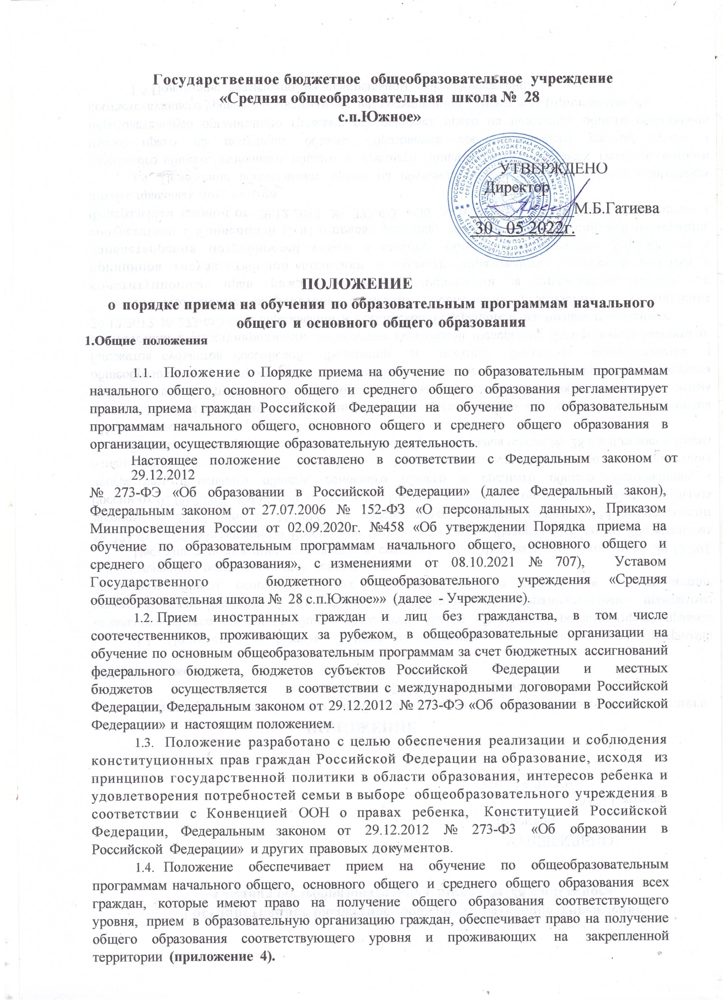 Государственное бюджетное общеобразовательное учреждение
«Средняя общеобразовательная школа № 28
с.п.Южное»
УТВЕРЖДЕНО
Директор
М.Б.Гатиева
30 05.2022г.
ПОЛОЖЕНИЕ
о порядке приема на обучения по образовательным программам начального
общего и основного общего образования
1.Общие положения
1.1. Положение о Порядке приема на обучение по образовательным программам
начального общего, основного общего и среднего общего образования регламентирует
правила, приема граждан Российской Федерации на обучение по образовательным
программам начального общего, основного общего и среднего общего образования в
организации, осуществляющие образовательную деятельность.
Настоящее положение составлено в соответствии с Федеральным законом от
29.12.2012
№ 273-ФЭ «Об образовании в Российской Федерации» (далее Федеральный закон),
Федеральным законом от 27.07.2006 № 152-ФЗ «О персональных данных», Приказом
Минпросвещения России от 02.09.2020г. №458 «Об утверждении Порядка приема на
обучение по образовательным программам начального общего, основного общего и
среднего общего образования», с изменениями от 08.10.2021 № 707), Уставом
Государственного бюджетного общеобразовательного учреждения «Средняя
общеобразовательная школа № 28 с.п.Южное»» (далее - Учреждение).
1.2. Прием иностранных граждан и лиц без гражданства, в том числе
соотечественников, проживающих за рубежом, в общеобразовательные организации на
обучение по основным общеобразовательным программам за счет бюджетных ассигнований
федерального бюджета, бюджетов субъектов Российской Федерации и местных
бюджетов осуществляется в соответствии с международными договорами Российской
Федерации, Федеральным законом от 29.12.2012 № 273-ФЭ «Об образовании в Российской
Федерации» и настоящим положением.
1.3. Положение разработано с целью обеспечения реализации и соблюдения
конституционных прав граждан Российской Федерации на образование, исходя из
принципов государственной политики в области образования, интересов ребенка и
удовлетворения потребностей семьи в выборе общеобразовательного учреждения в
соответствии с Конвенцией ООН о правах ребенка, Конституцией Российской
Федерации, Федеральным законом от 29.12.2012 № 273-ФЗ «Об образовании в
Российской Федерации» и других правовых документов.
1.4. Положение обеспечивает прием на обучение по общеобразовательным
программам начального общего, основного общего и среднего общего образования всех
граждан, которые имеют право на получение общего образования соответствующего
уровня, прием в образовательную организацию граждан, обеспечивает право на получение
общего образования соответствующего уровня и проживающих на закрепленной
территории (приложение 4).